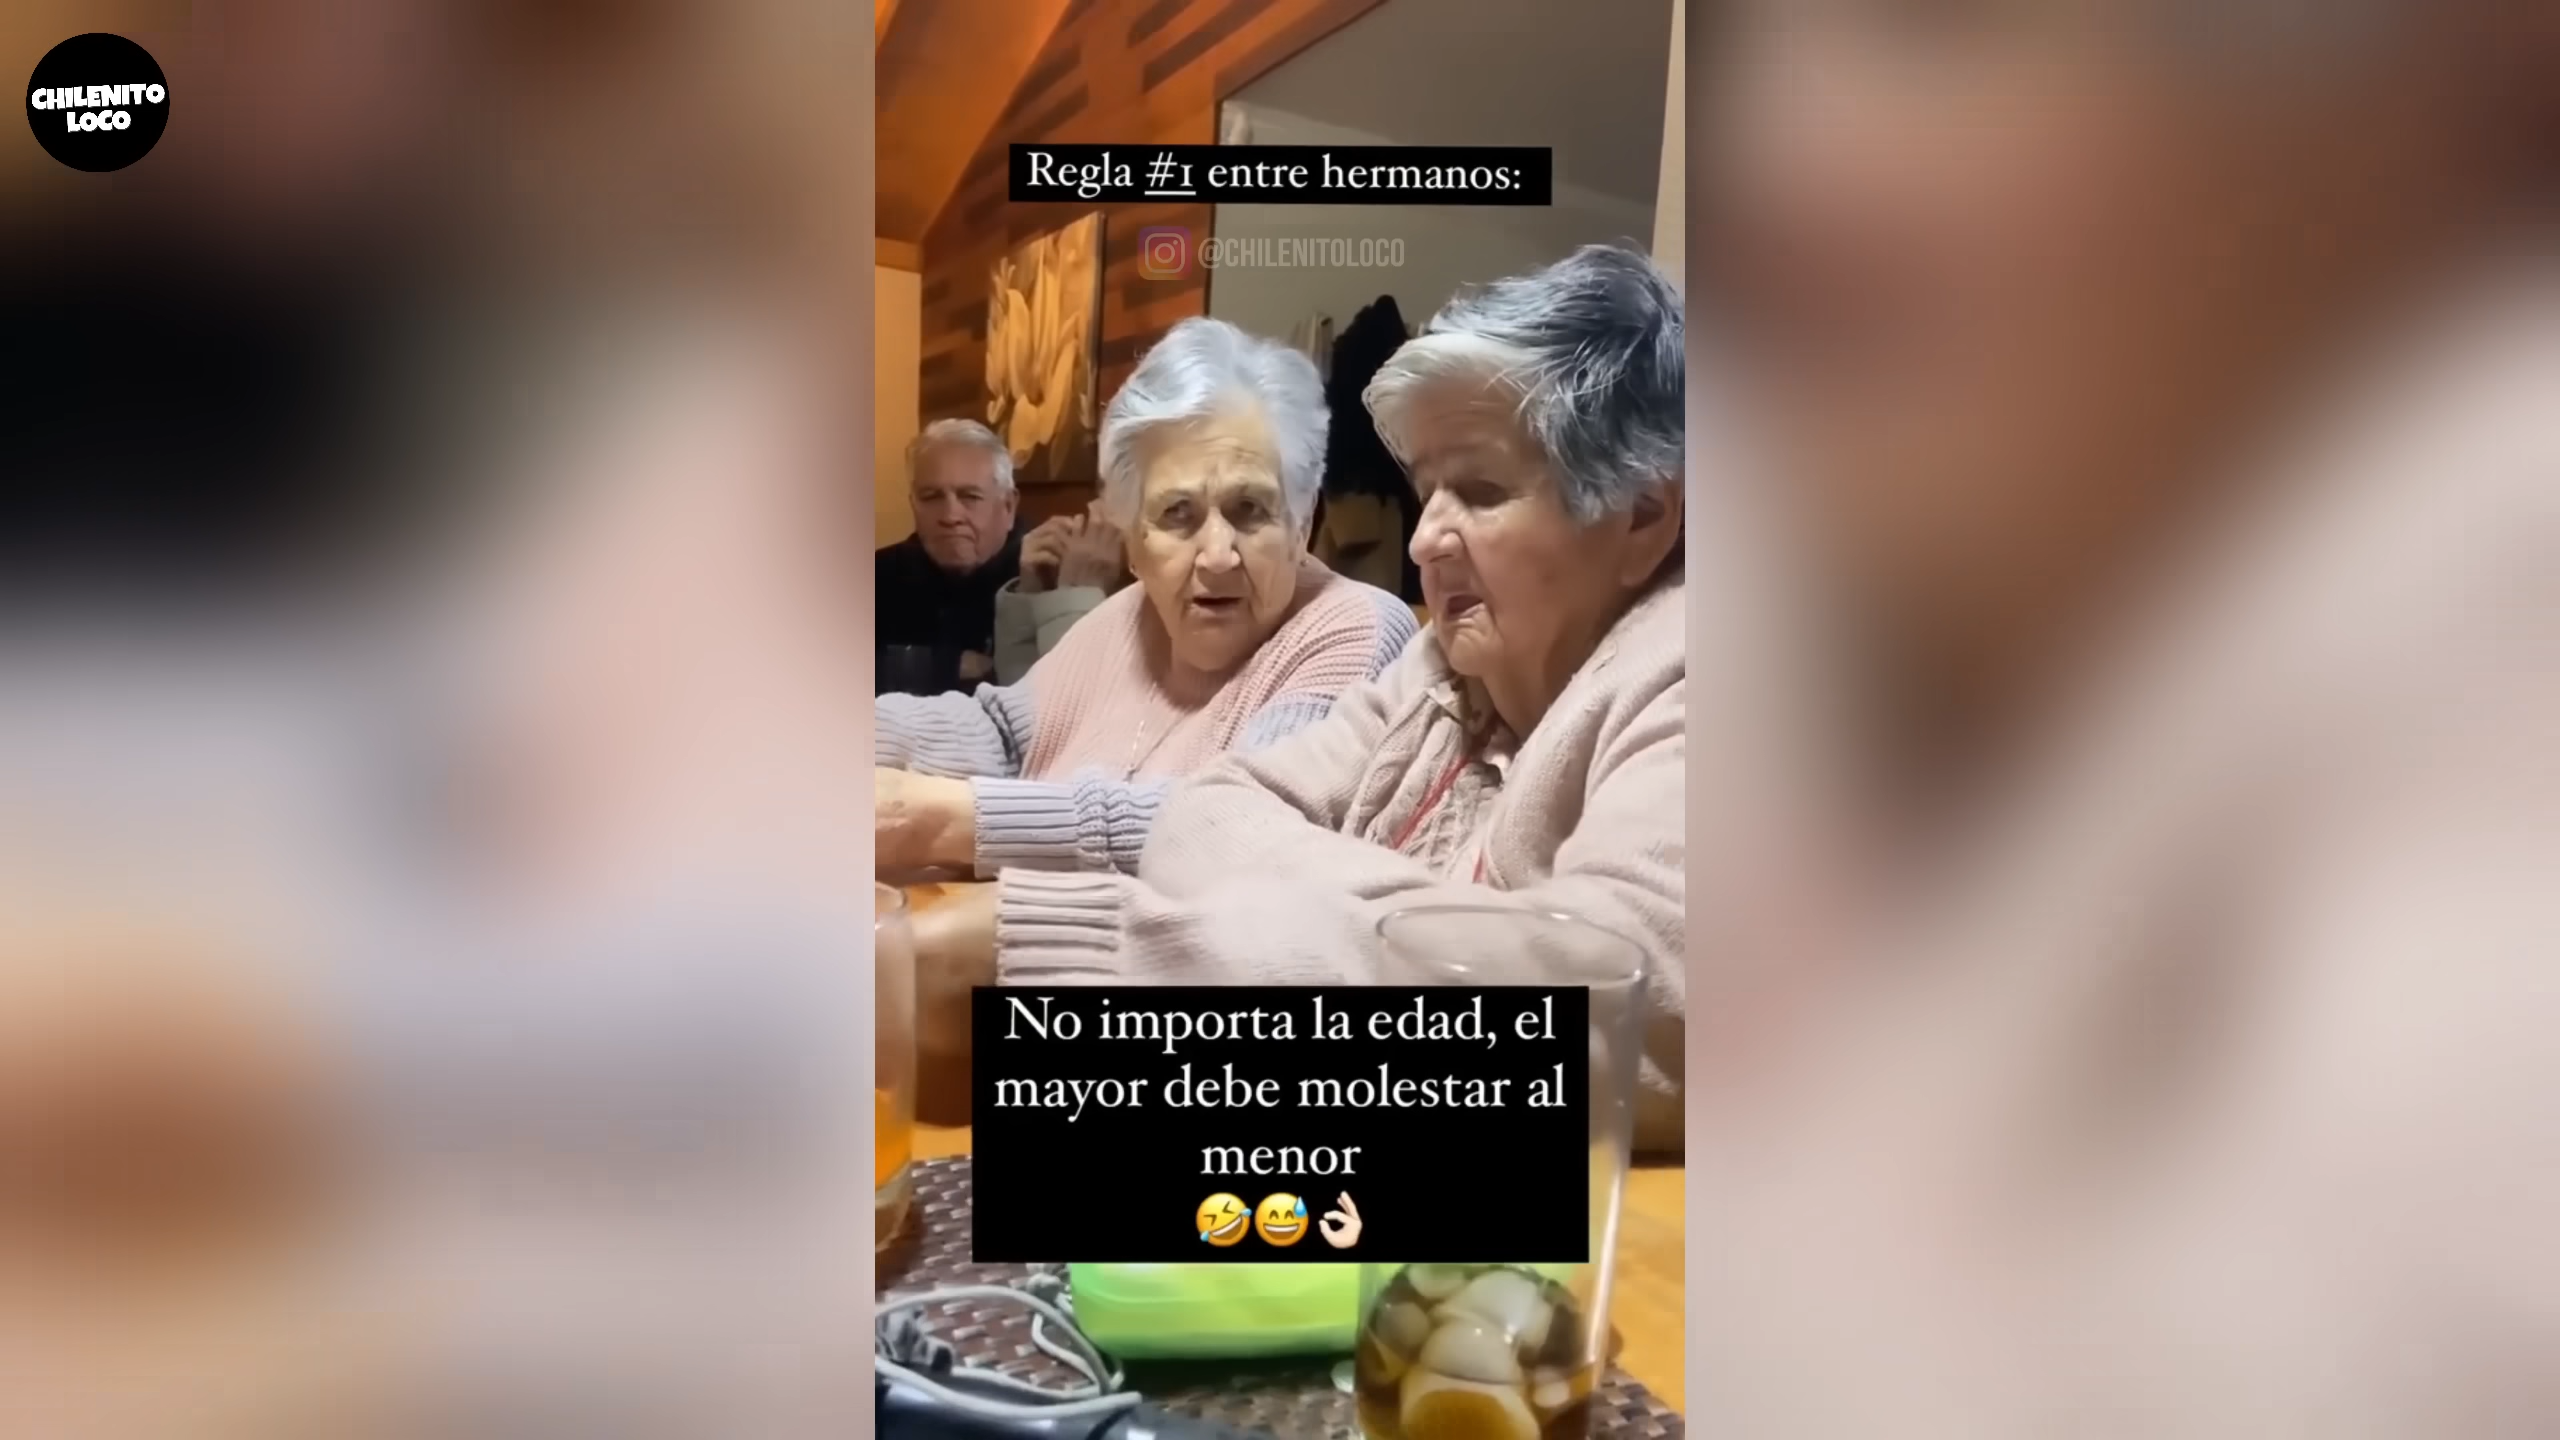 CHILENITO
LOCO
Regla #1 entre hermanos:
@CHILENITOLOCO
No importa la edad, el
mayor debe molestar al
menor
🤣😅👌🏻